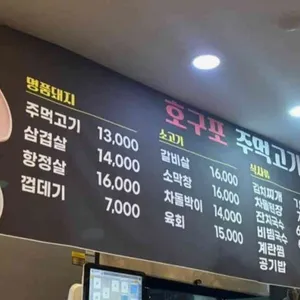 호구포 주먹고기
명품돼지
주먹고기 13,000
삼겹살 14,000
항정살 16,000
껍데기 7,000
소고기
갈비살 16,000
소막창 16,000
차돌박이 14,000
육회 15,000
식사류
김치찌개
차돌된장
잔치국수
비빔국수
계란찜
공기밥